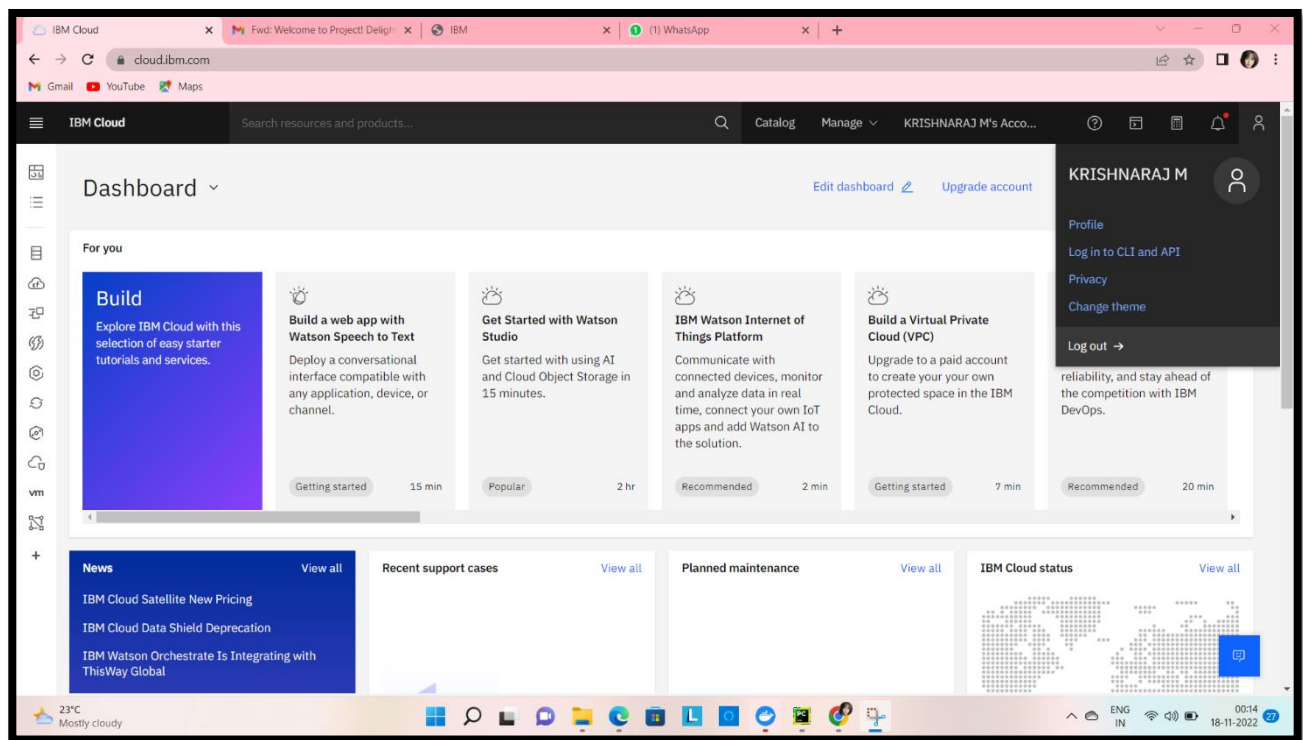 IBM Cloud
Fwd: Welcome to Project! Deligh
IBM
(1) WhatsApp
cloud.ibm.com
Gmail
YouTube
Maps
IBM Cloud
Search resources and products...
Catalog
Manage
KRISHNARAJ M's Acco...
Dashboard
Edit dashboard
Upgrade account
KRISHNARAJ M
Profile
Log in to CLI and API
Privacy
Change theme
Log out →
For you
Build
Explore IBM Cloud with this
selection of easy starter
tutorials and services.
Build a web app with
Watson Speech to Text
Deploy a conversational
interface compatible with
any application, device, or
channel.
Getting started
15 min
Get Started with Watson
Studio
Get started with using AI
and Cloud Object Storage in
15 minutes.
Popular
2 hr
IBM Watson Internet of
Things Platform
Communicate with
connected devices, monitor
and analyze data in real
time, connect your own IoT
apps and add Watson AI to
the solution.
Recommended
2 min
Build a Virtual Private
Cloud (VPC)
Upgrade to a paid account
to create your your own
protected space in the IBM
Cloud.
Getting started
7 min
reliability, and stay ahead of
the competition with IBM
DevOps.
Recommended
20 min
vm
News
View all
IBM Cloud Satellite New Pricing
IBM Cloud Data Shield Deprecation
IBM Watson Orchestrate Is Integrating with
ThisWay Global
Recent support cases
View all
Planned maintenance
View all
IBM Cloud status
View all
23°C
Mostly cloudy
L
PC
ENG
IN
00:14
18-11-2022
27